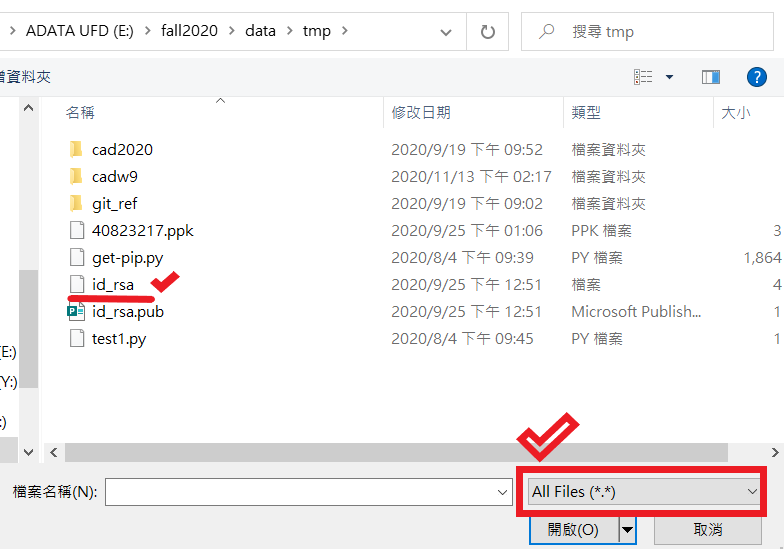 ADATA UFD (E:) > fall2020 > data > tmp >
搜尋 tmp
增資料夾
名稱 修改日期 類型 大小
cad2020 2020/9/19 下午 09:52 檔案資料夾
cadw9 2020/11/13 下午 02:17 檔案資料夾
git_ref 2020/9/19 下午 09:02 檔案資料夾
40823217.ppk 2020/9/25 下午 01:06 PPK 檔案 3
get-pip.py 2020/8/4 下午 09:39 PY 檔案 1,864
id_rsa 2020/9/25 下午 12:51 檔案 4
id_rsa.pub 2020/9/25 下午 12:51 Microsoft Publish... 1
test1.py 2020/8/4 下午 09:45 PY 檔案 1
(E:)
(Y:)
:)
檔案名稱(N): All Files (*.*)
開啟(O) 取消